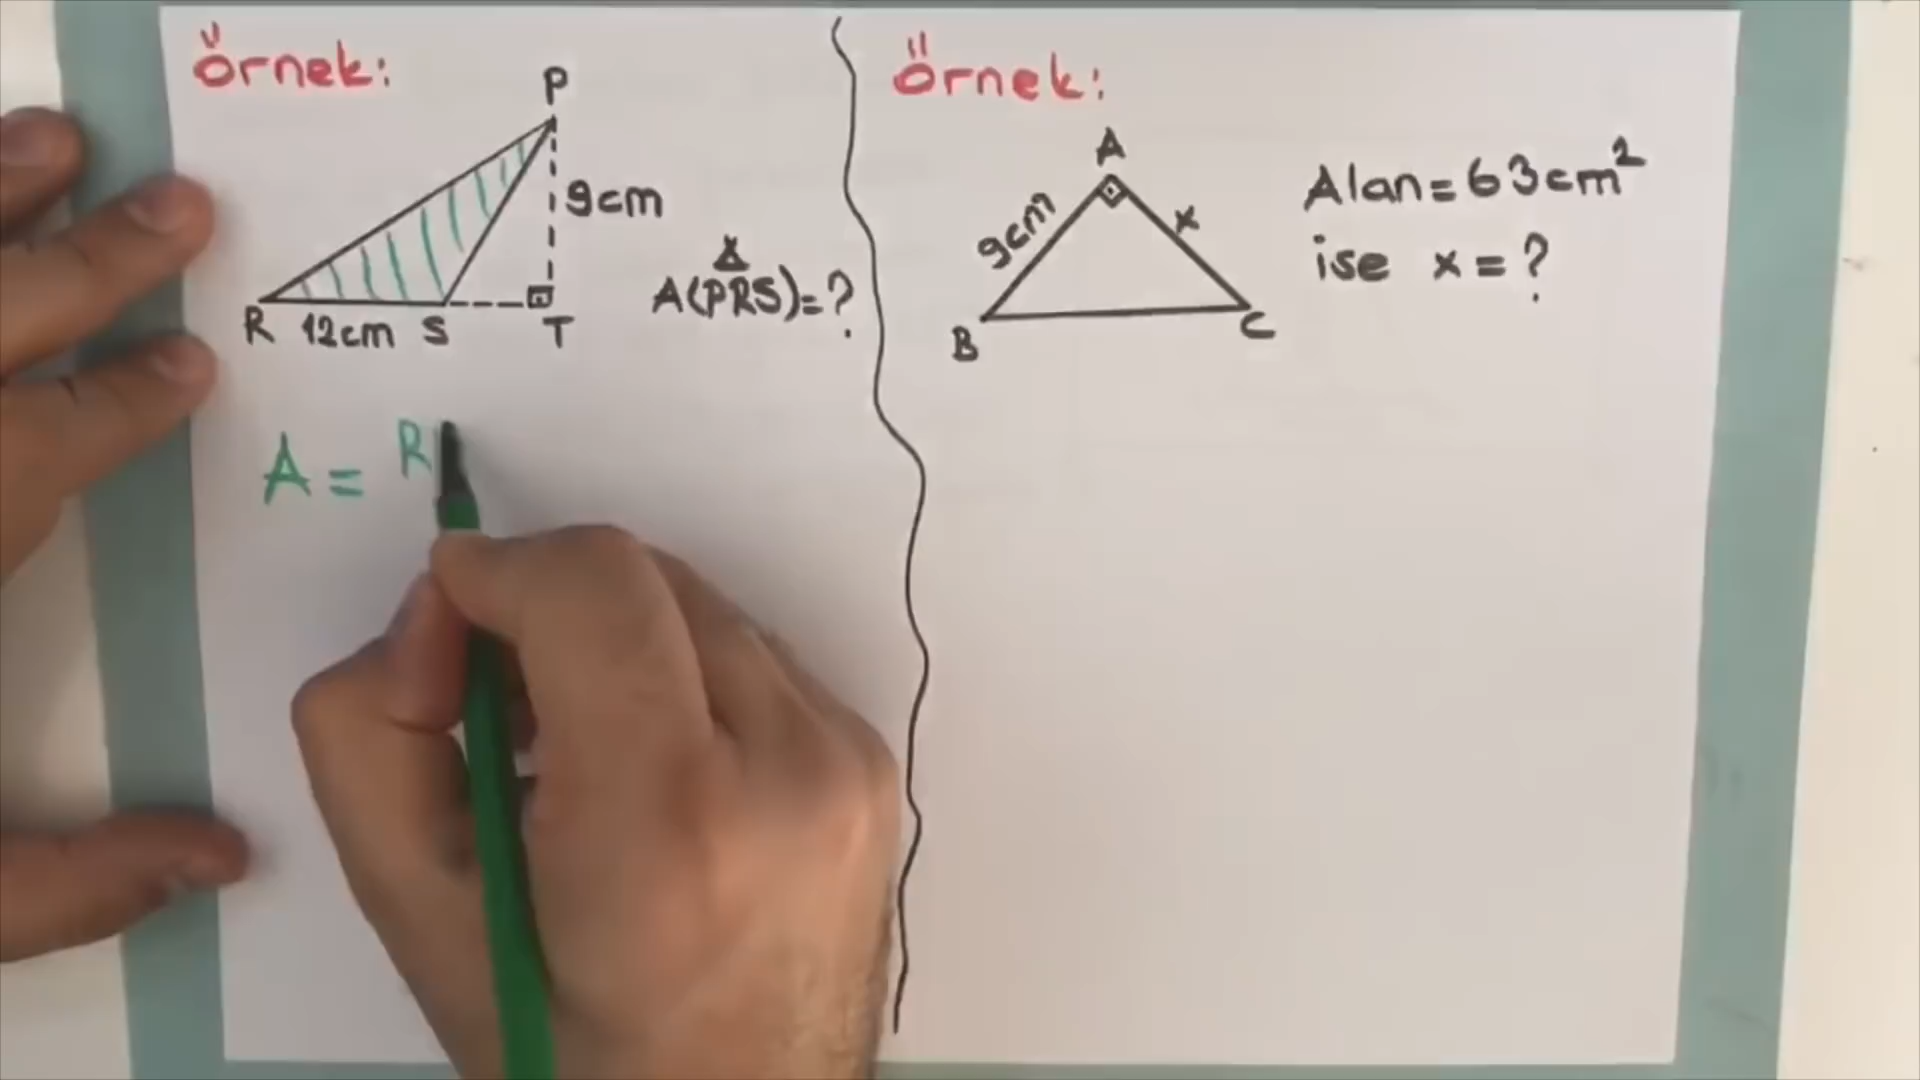 Örnek:
P
9cm
R 12cm S T
A(PRS)=?
A = R
Örnek:
A
9cm
x
B
C
Alan=63cm²
ise x=?